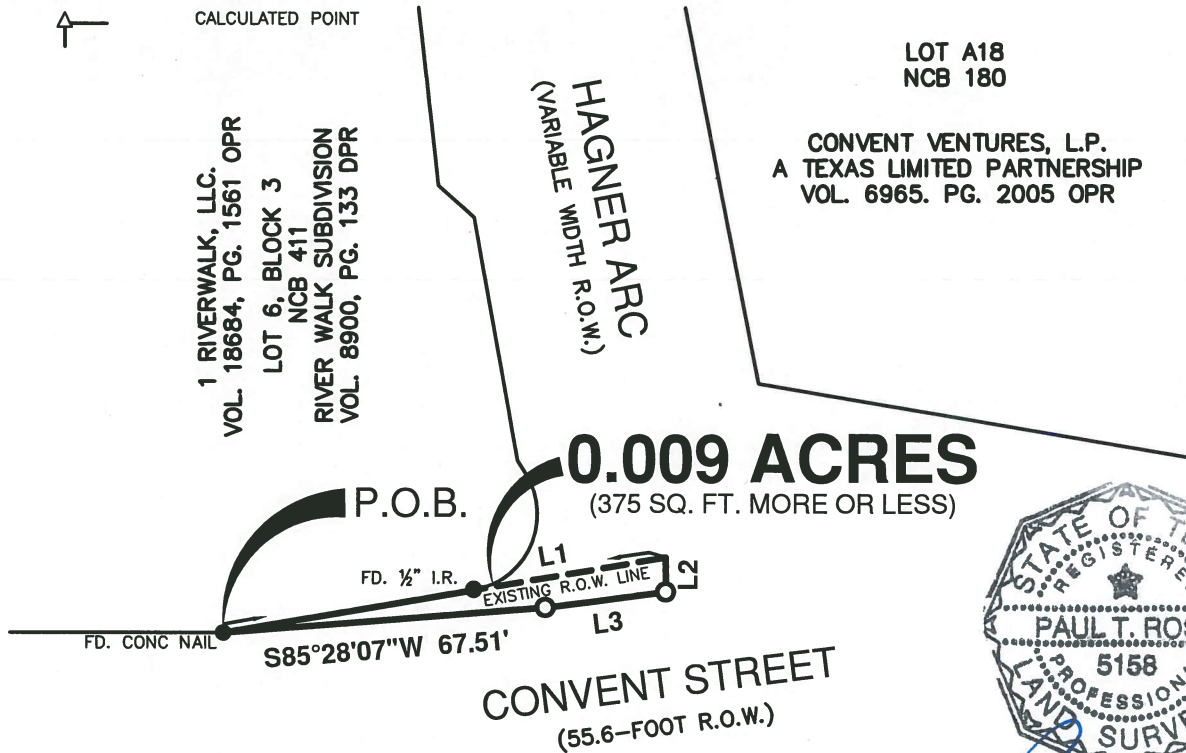 CALCULATED POINT
1 RIVERWALK, LLC.
VOL. 18684, PG. 1561 OPR
LOT 6, BLOCK 3
NCB 411
RIVER WALK SUBDIVISION
VOL. 8900, PG. 133 DPR
HAGNER ARC
(VARIABLE WIDTH R.O.W.)
LOT A18
NCB 180
CONVENT VENTURES, L.P.
A TEXAS LIMITED PARTNERSHIP
VOL. 6965. PG. 2005 OPR
0.009 ACRES
(375 SQ. FT. MORE OR LESS)
P.O.B.
L1
FD. ½" I.R.
EXISTING R.O.W. LINE
L2
L3
FD. CONC NAIL
S85°28'07"W 67.51'
CONVENT STREET
(55.6-FOOT R.O.W.)
STATE OF
REGISTERE
PAUL T.
5158
PROFESSION
LAND SURVE